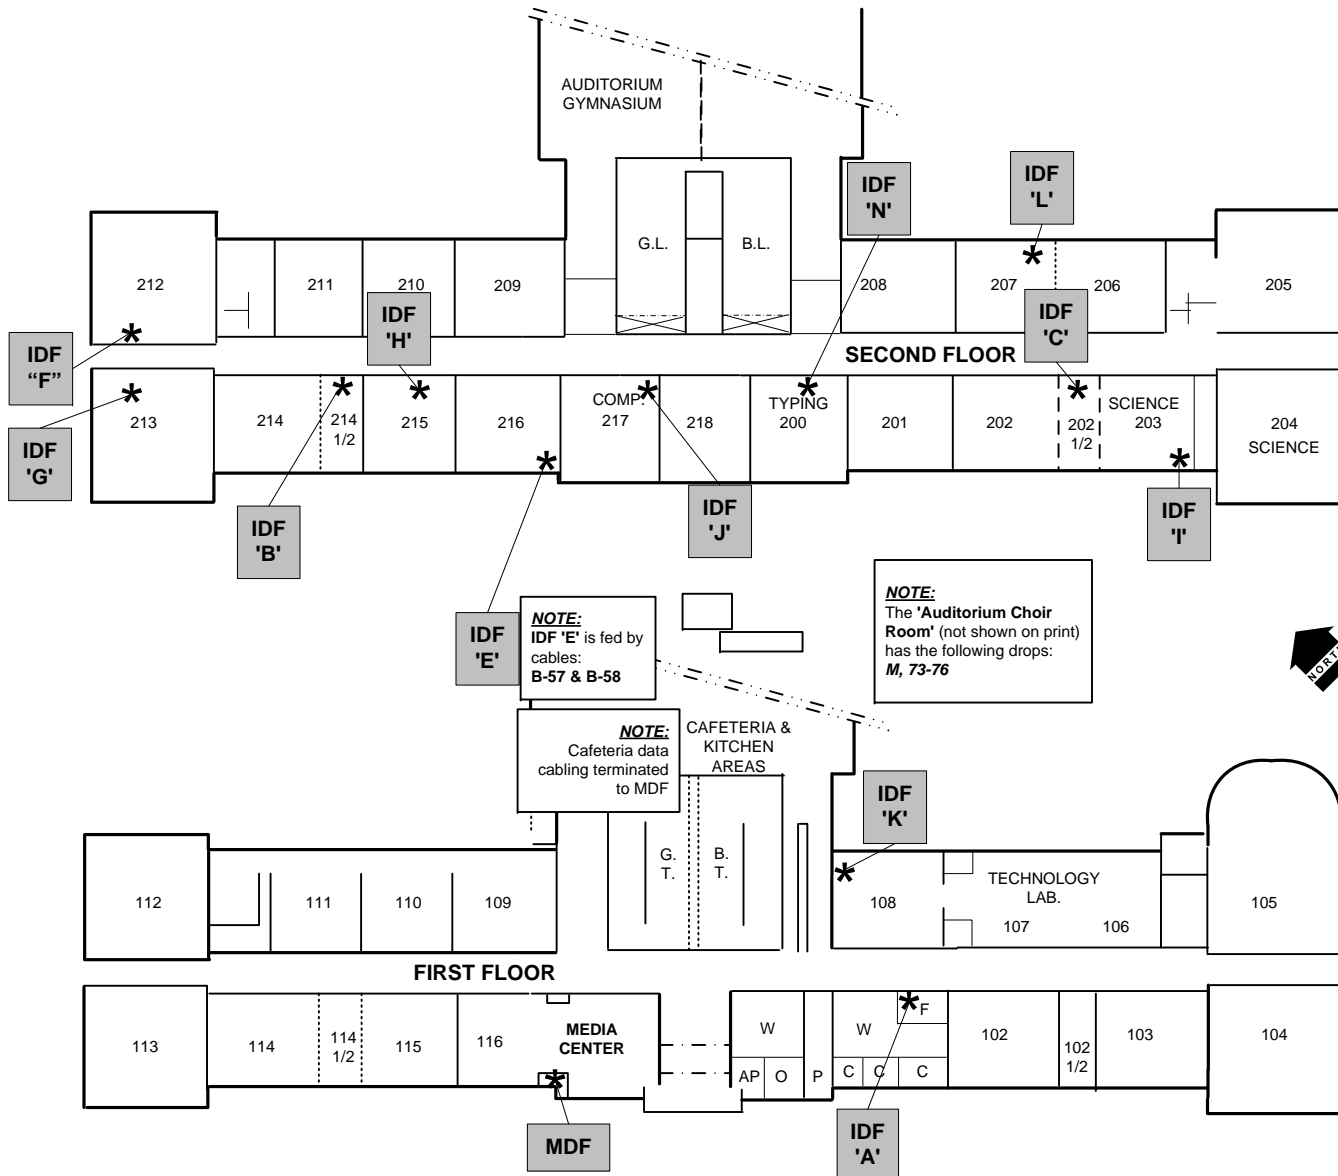 AUDITORIUM
GYMNASIUM
IDF
'N'
IDF
'L'
G.L.
B.L.
212
211
210
209
208
207
206
205
IDF
“F”
IDF
'H'
IDF
'C'
SECOND FLOOR
213
214
214
1/2
215
216
COMP.
217
218
TYPING
200
201
202
202
1/2
SCIENCE
203
204
SCIENCE
IDF
'G'
IDF
'B'
IDF
'J'
IDF
'I'
IDF
'E'
NOTE:
IDF 'E' is fed by
cables:
B-57 & B-58
NOTE:
The 'Auditorium Choir
Room' (not shown on print)
has the following drops:
M, 73-76
NORT
NOTE:
Cafeteria data
cabling terminated
to MDF
CAFETERIA &
KITCHEN
AREAS
IDF
'K'
G.
T.
B.
T.
112
111
110
109
108
TECHNOLOGY
LAB.
107
106
105
FIRST FLOOR
113
114
114
1/2
115
116
MEDIA
CENTER
W
AP
O
P
W
F
C
C
C
102
102
1/2
103
104
MDF
IDF
'A'